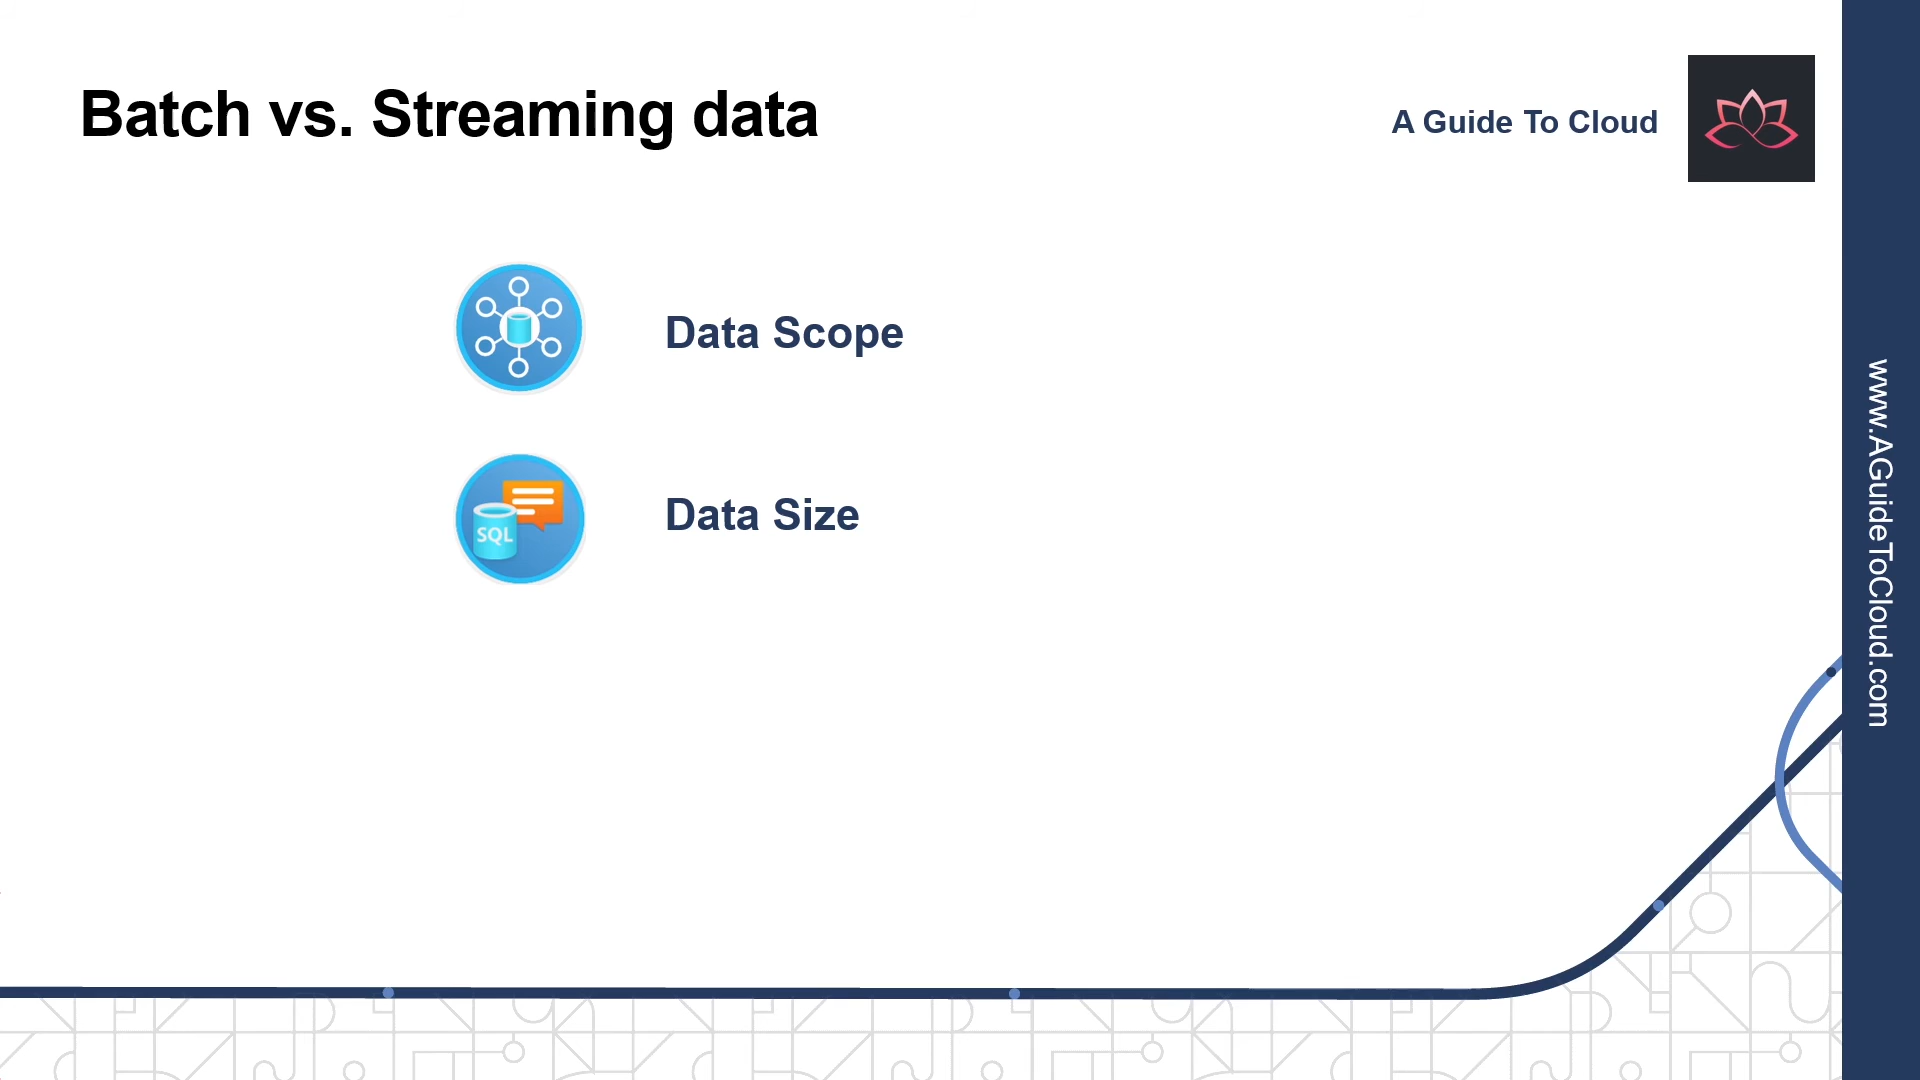 Batch vs. Streaming data
A Guide To Cloud
Data Scope
SQL
Data Size
www.AGuideToCloud.com